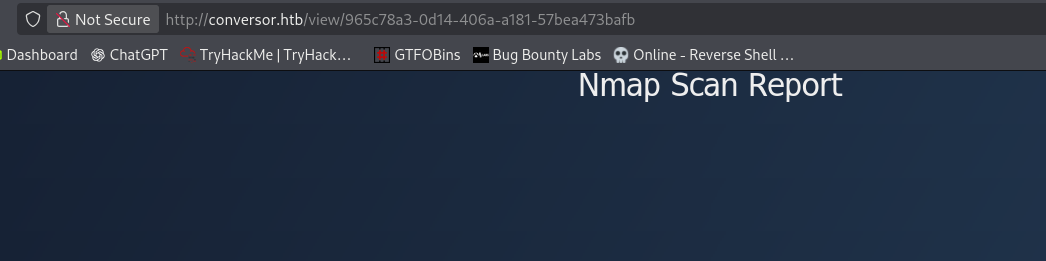 Not Secure http://conversor.htb/view/965c78a3-0d14-406a-a181-57bea473bafb
Dashboard ChatGPT TryHackMe | TryHack… GTFOBins Bug Bounty Labs Online - Reverse Shell …
Nmap Scan Report